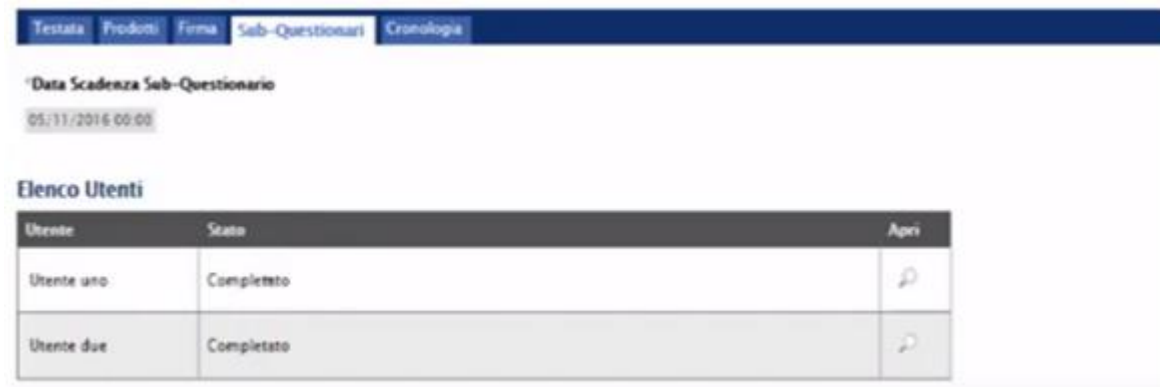 Testata Prodotti Firma Sub-Questionari Cronologia
*Data Scadenza Sub-Questionario
05/11/2016 00:00
Elenco Utenti
Utente Stato Apri
Utente uno Completato
Utente due Completato